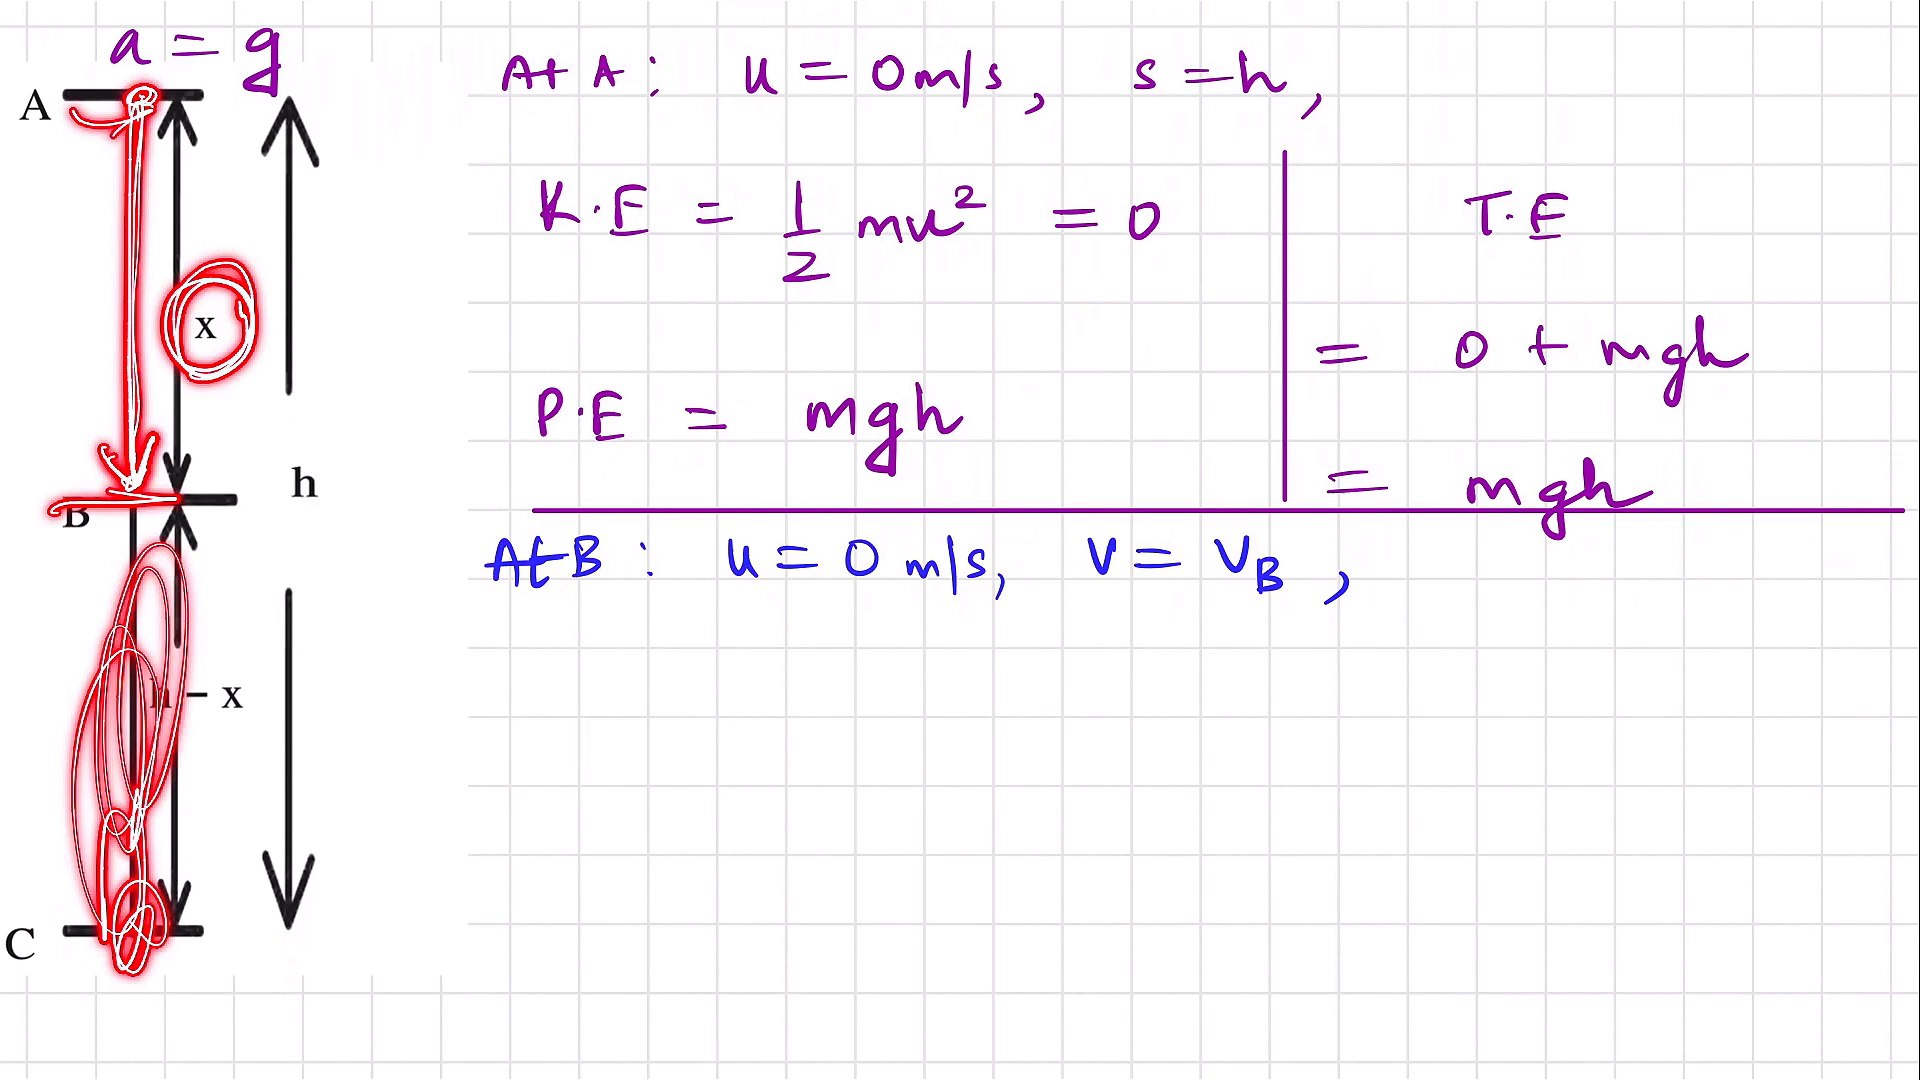 a = g
A
x
h
B
h – x
C
At A : u = 0 m/s , s = h ,
K.E = 1/2 mu² = 0
P.E = mgh
T.E
= 0 + mgh
= mgh
At B : u = 0 m/s, v = v_B ,